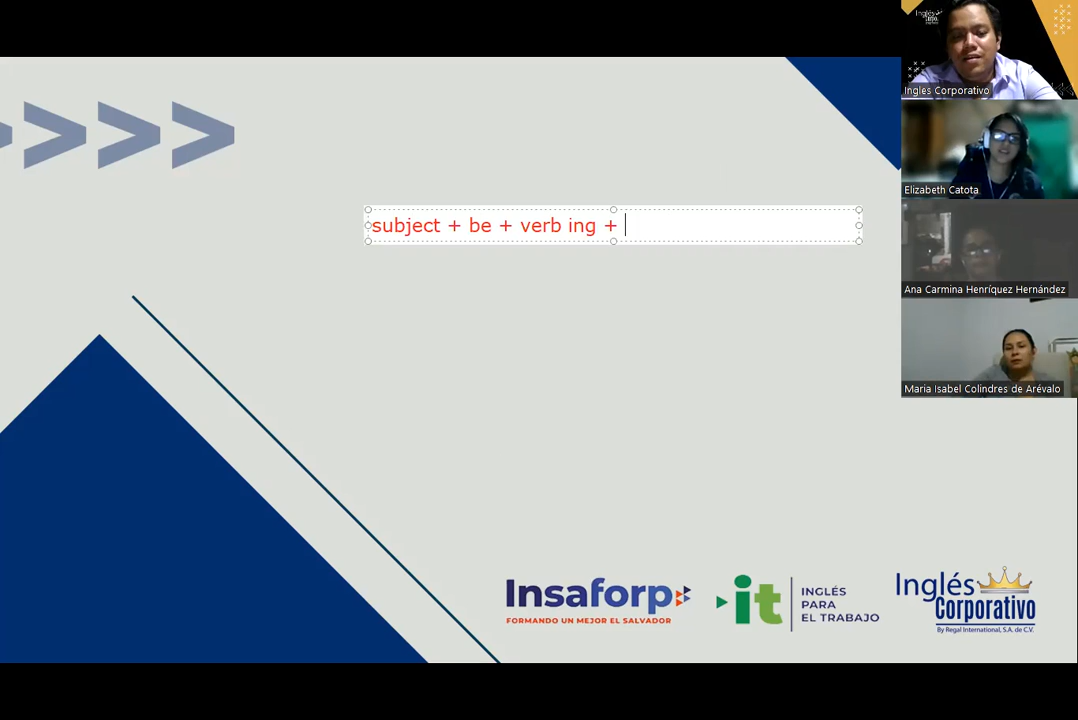 Ingles Corporativo
Elizabeth Catota
subject + be + verb ing +
Ana Carmina Henríquez Hernández
Maria Isabel Colindres de Arévalo
Insaforp
FORMANDO UN MEJOR EL SALVADOR
it
INGLÉS
PARA
EL TRABAJO
Inglés
Corporativo
By Regal International, S.A. de C.V.